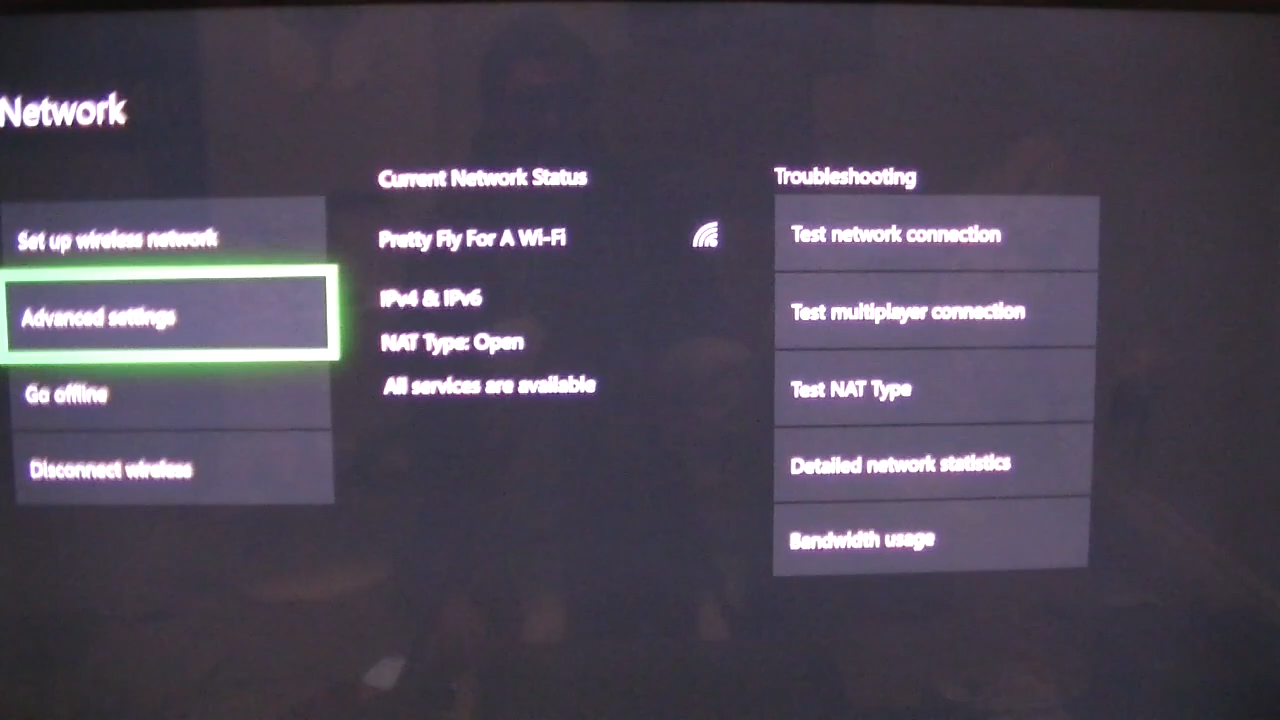 Network
Set up wireless network
Advanced settings
Go offline
Disconnect wireless
Current Network Status
Pretty Fly For A Wi-Fi
IPv4 & IPv6
NAT Type: Open
All services are available
Troubleshooting
Test network connection
Test multiplayer connection
Test NAT Type
Detailed network statistics
Bandwidth usage